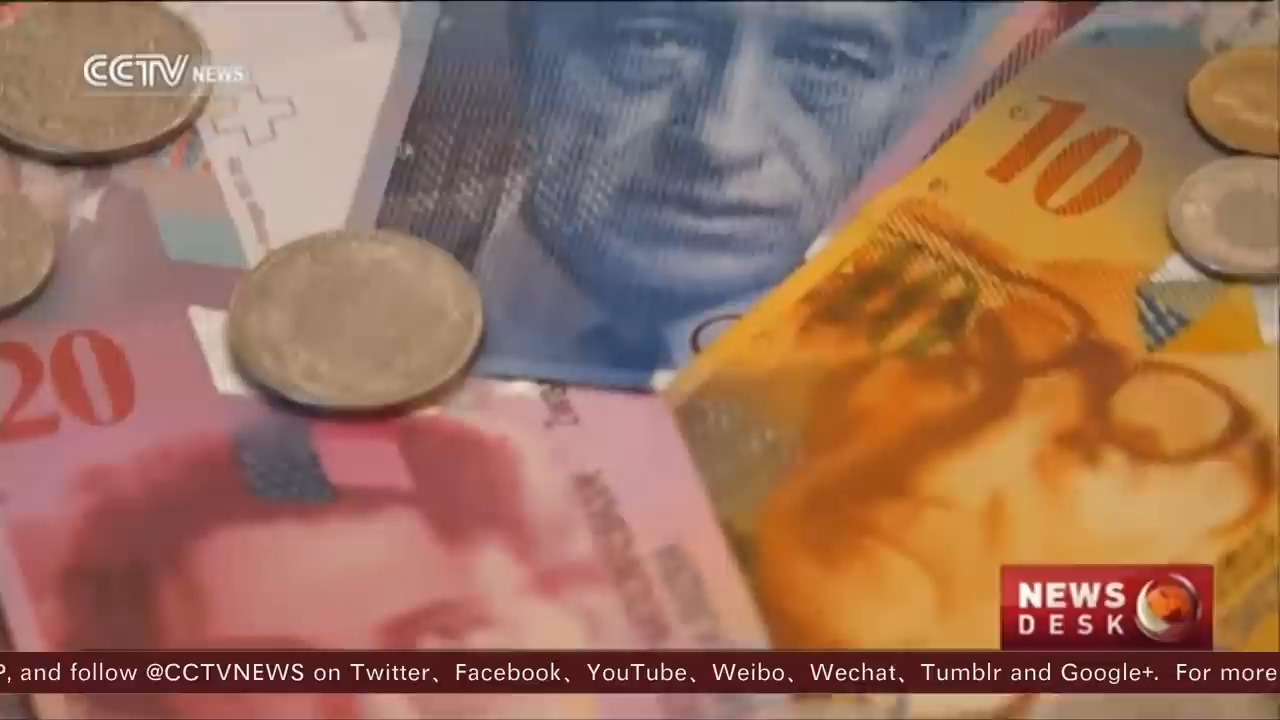 CCTV NEWS
10
20
NEWS
DESK
P, and follow @CCTVNEWS on Twitter、Facebook、YouTube、Weibo、Wechat、Tumblr and Google+. For more